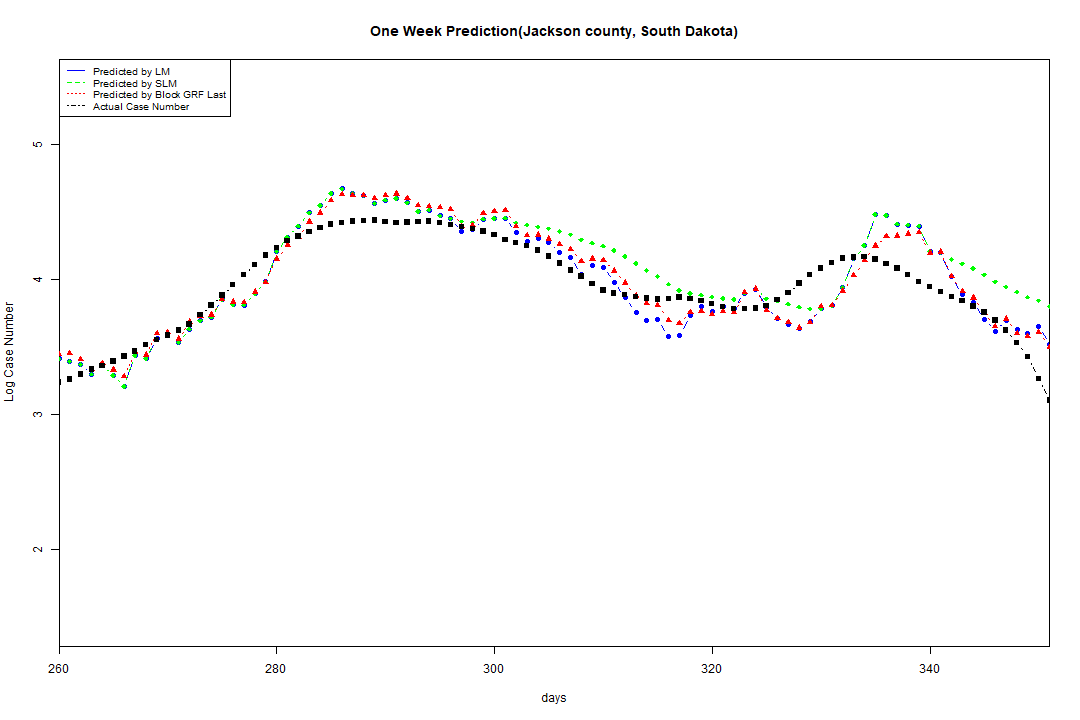 One Week Prediction(Jackson county, South Dakota)
Predicted by LM
Predicted by SLM
Predicted by Block GRF Last
Actual Case Number
5
4
3
2
Log Case Number
260 280 300 320 340
days